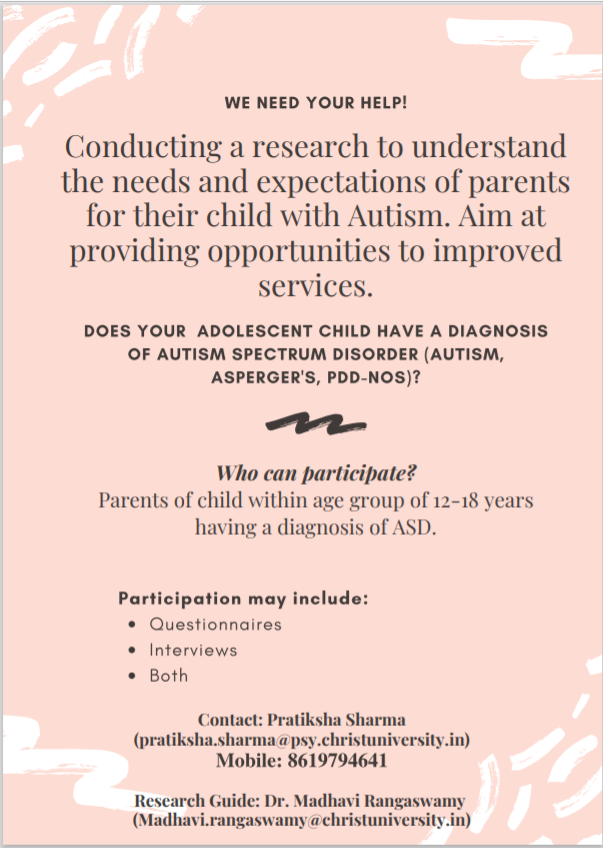 WE NEED YOUR HELP!
Conducting a research to understand
the needs and expectations of parents
for their child with Autism. Aim at
providing opportunities to improved
services.
DOES YOUR ADOLESCENT CHILD HAVE A DIAGNOSIS
OF AUTISM SPECTRUM DISORDER (AUTISM,
ASPERGER'S, PDD-NOS)?
Who can participate?
Parents of child within age group of 12-18 years
having a diagnosis of ASD.
Participation may include:
• Questionnaires
• Interviews
• Both
Contact: Pratiksha Sharma
(pratiksha.sharma@psy.christuniversity.in)
Mobile: 8619794641
Research Guide: Dr. Madhavi Rangaswamy
(Madhavi.rangaswamy@christuniversity.in)